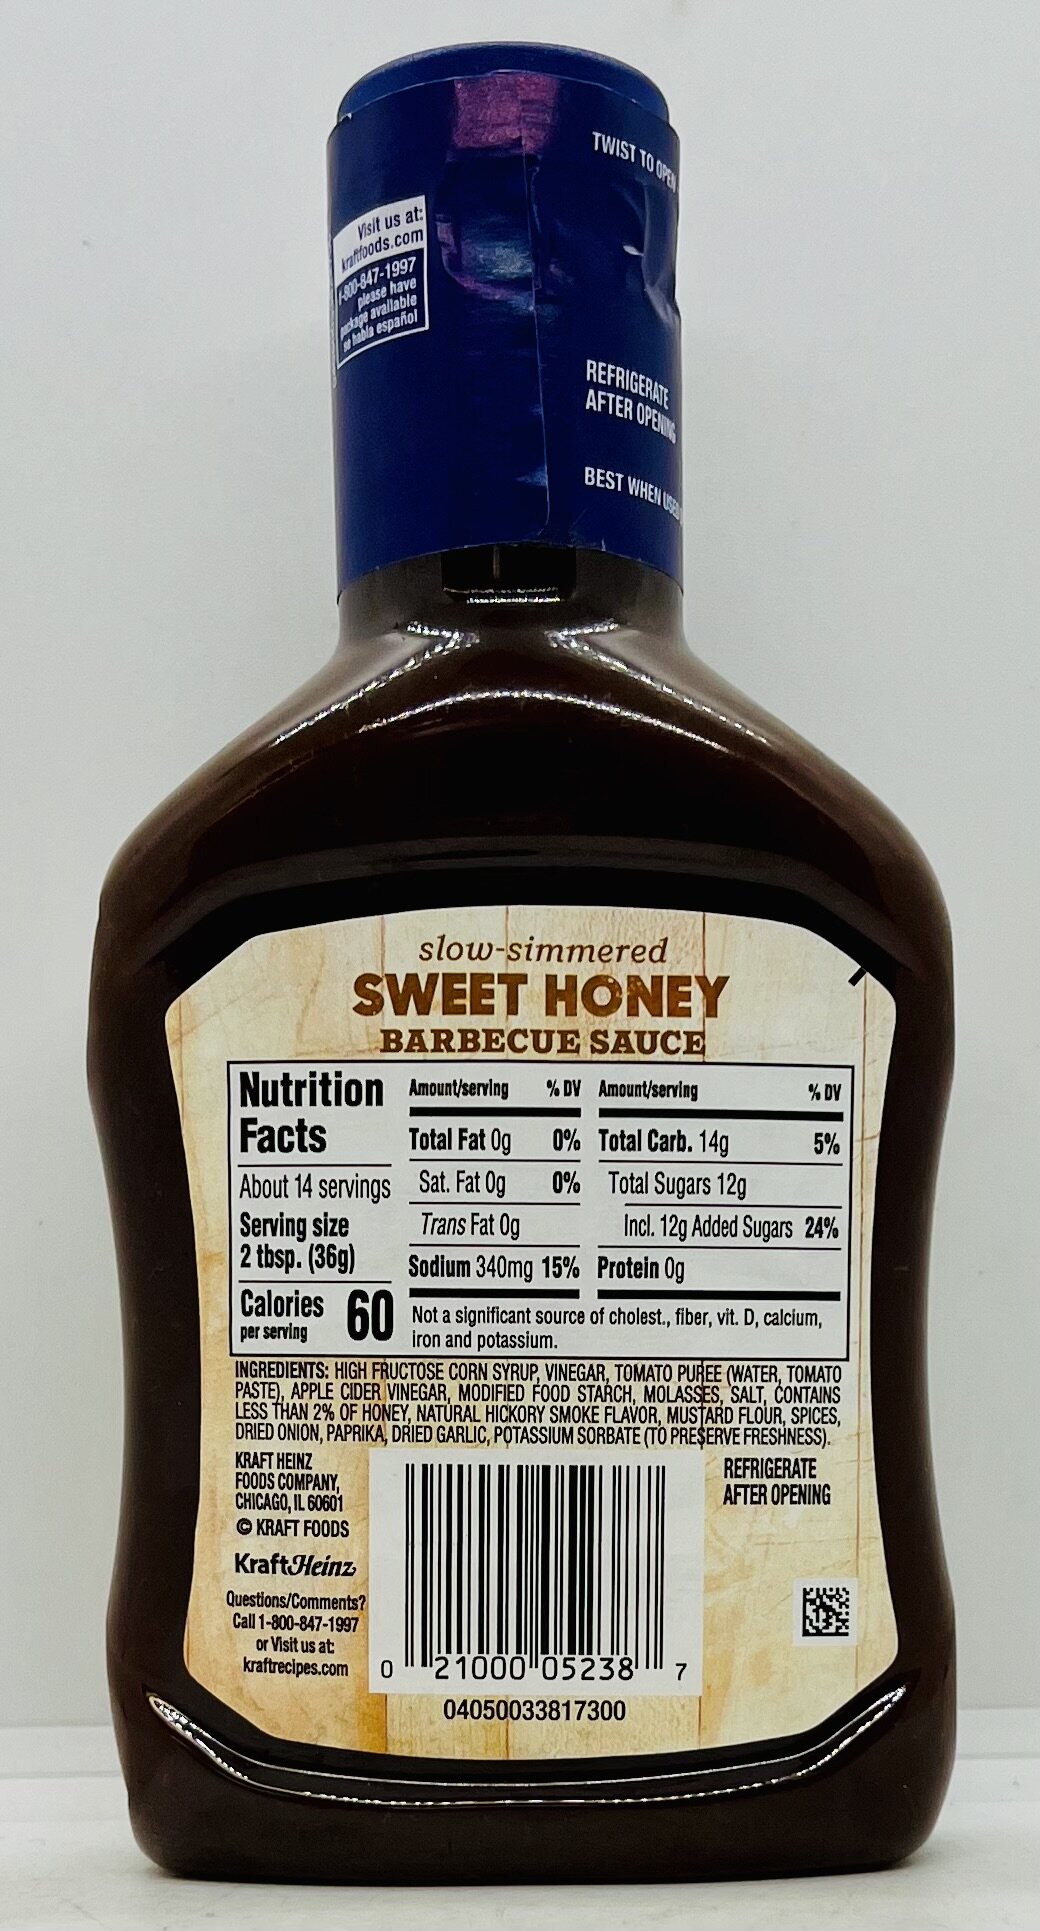 TWIST TO OPEN
Visit us at:
kraftfoods.com
1-800-847-1997
please have
package available
se habla español
REFRIGERATE
AFTER OPENING
BEST WHEN USED
slow-simmered
SWEET HONEY
BARBECUE SAUCE
Nutrition
Facts
About 14 servings
Serving size
2 tbsp. (36g)
Calories 60
per serving
Amount/serving % DV
Total Fat 0g 0%
Sat. Fat 0g 0%
Trans Fat 0g
Sodium 340mg 15%
Amount/serving % DV
Total Carb. 14g 5%
Total Sugars 12g
Incl. 12g Added Sugars 24%
Protein 0g
Not a significant source of cholest., fiber, vit. D, calcium,
iron and potassium.
INGREDIENTS: HIGH FRUCTOSE CORN SYRUP, VINEGAR, TOMATO PUREE (WATER, TOMATO
PASTE), APPLE CIDER VINEGAR, MODIFIED FOOD STARCH, MOLASSES, SALT, CONTAINS
LESS THAN 2% OF HONEY, NATURAL HICKORY SMOKE FLAVOR, MUSTARD FLOUR, SPICES,
DRIED ONION, PAPRIKA, DRIED GARLIC, POTASSIUM SORBATE (TO PRESERVE FRESHNESS).
KRAFT HEINZ
FOODS COMPANY,
CHICAGO, IL 60601
© KRAFT FOODS
KraftHeinz
Questions/Comments?
Call 1-800-847-1997
or Visit us at:
kraftrecipes.com
REFRIGERATE
AFTER OPENING
0 21000 05238 7
04050033817300